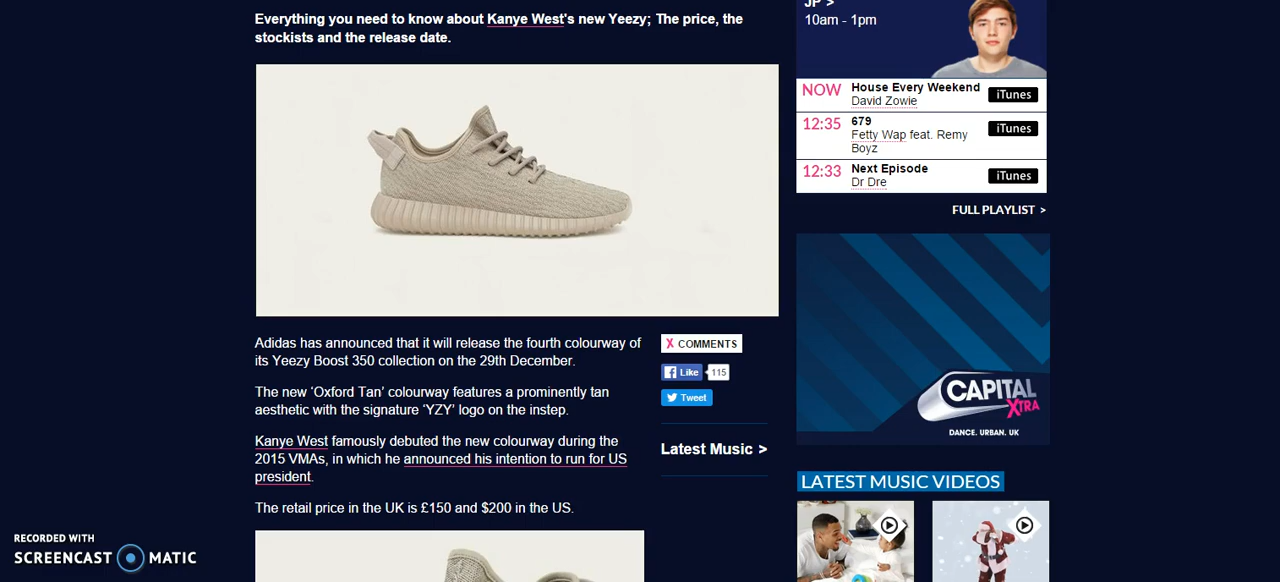 Everything you need to know about Kanye West's new Yeezy; The price, the
stockists and the release date.
Adidas has announced that it will release the fourth colourway of
its Yeezy Boost 350 collection on the 29th December.
The new ‘Oxford Tan’ colourway features a prominently tan
aesthetic with the signature ‘YZY’ logo on the instep.
Kanye West famously debuted the new colourway during the
2015 VMAs, in which he announced his intention to run for US
president.
The retail price in the UK is £150 and $200 in the US.
X COMMENTS
Like 115
Tweet
Latest Music >
JP >
10am - 1pm
NOW House Every Weekend iTunes
David Zowie
12:35 679 iTunes
Fetty Wap feat. Remy
Boyz
12:33 Next Episode iTunes
Dr Dre
FULL PLAYLIST >
CAPITAL
XTRA
DANCE. URBAN. UK
LATEST MUSIC VIDEOS
RECORDED WITH
SCREENCAST MATIC